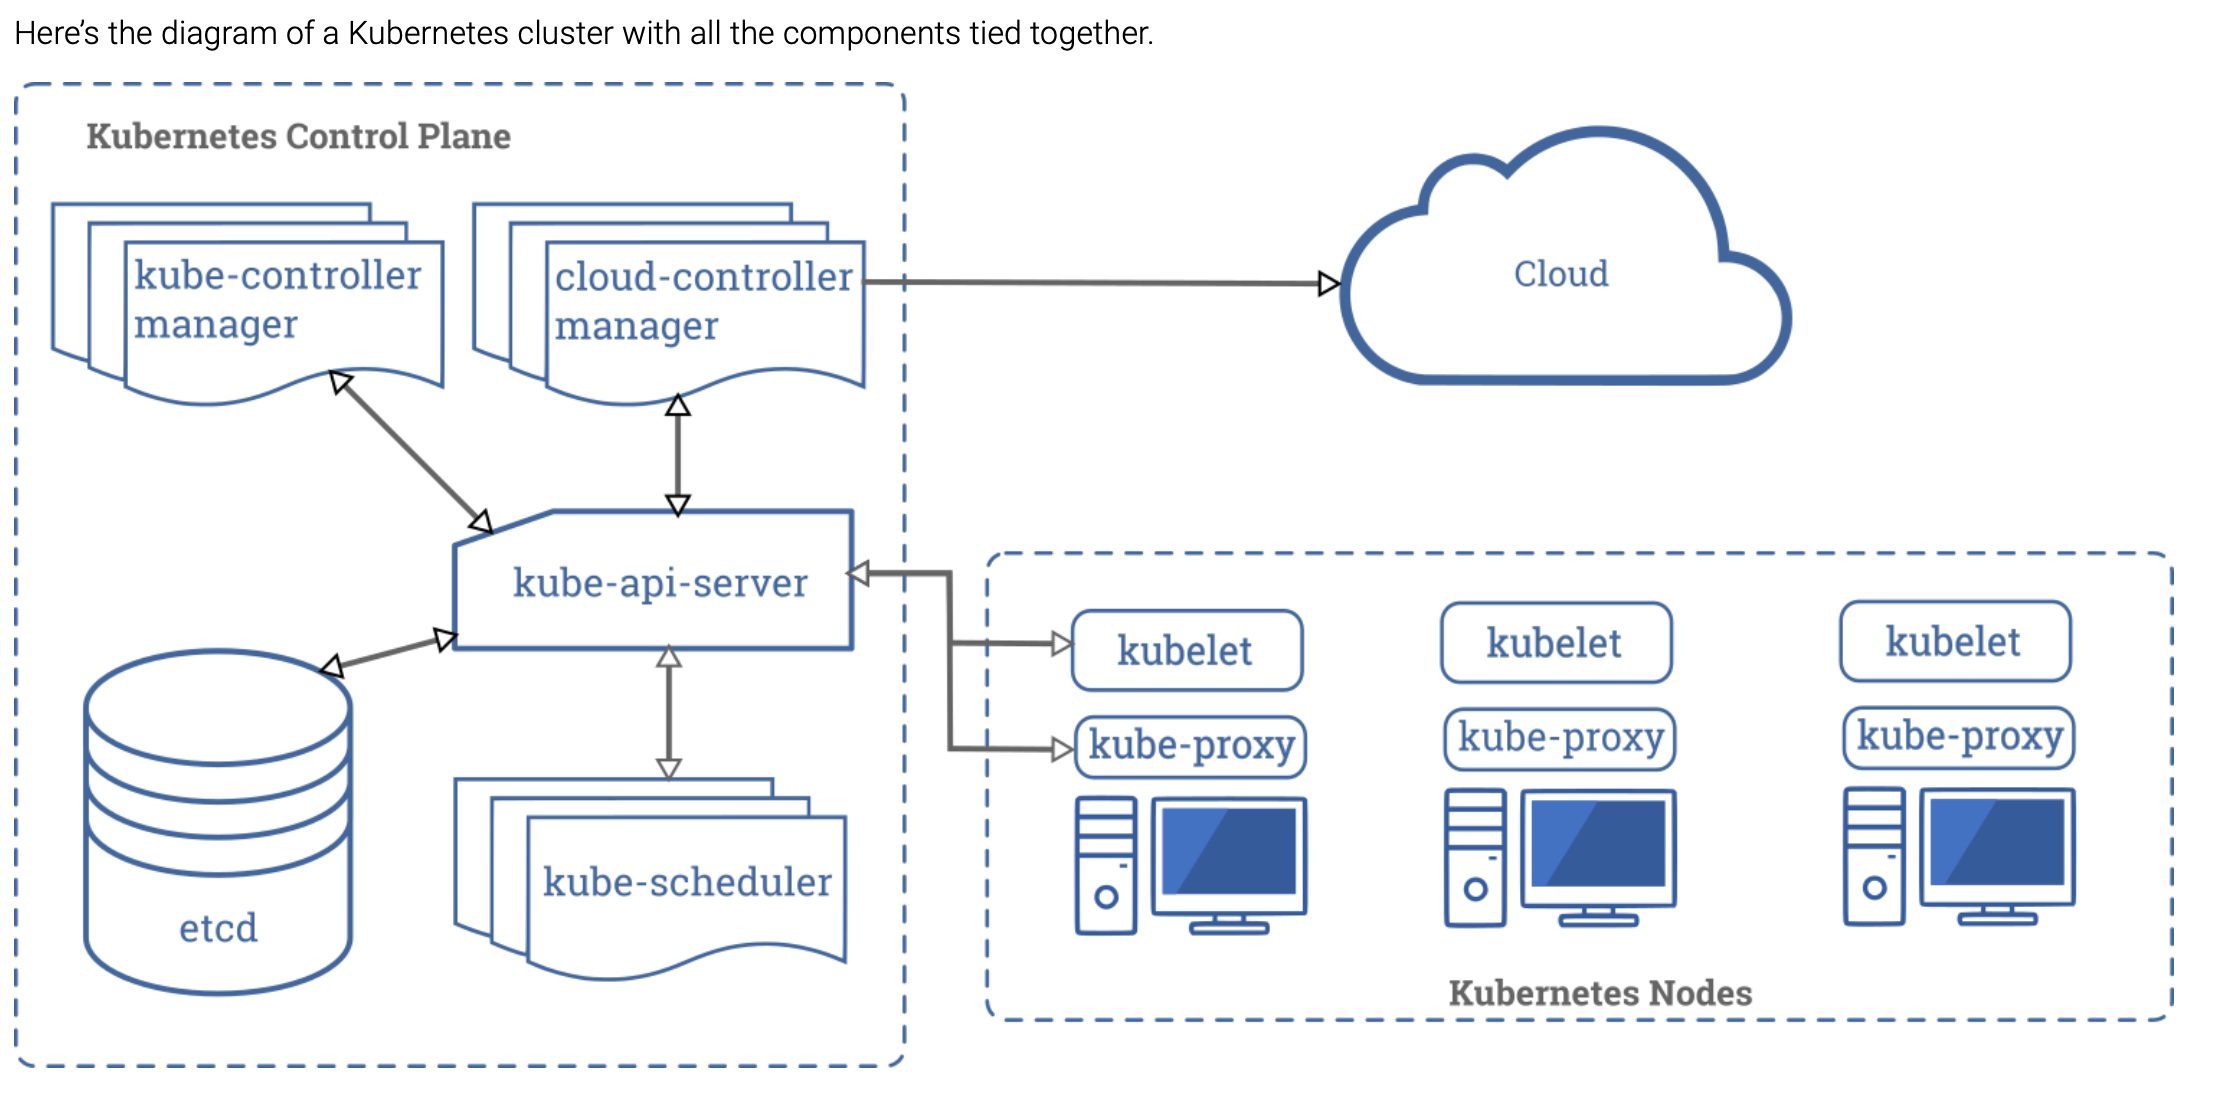 Here’s the diagram of a Kubernetes cluster with all the components tied together.
Kubernetes Control Plane
kube-controller
manager
cloud-controller
manager
Cloud
kube-api-server
etcd
kube-scheduler
kubelet
kube-proxy
kubelet
kube-proxy
kubelet
kube-proxy
Kubernetes Nodes